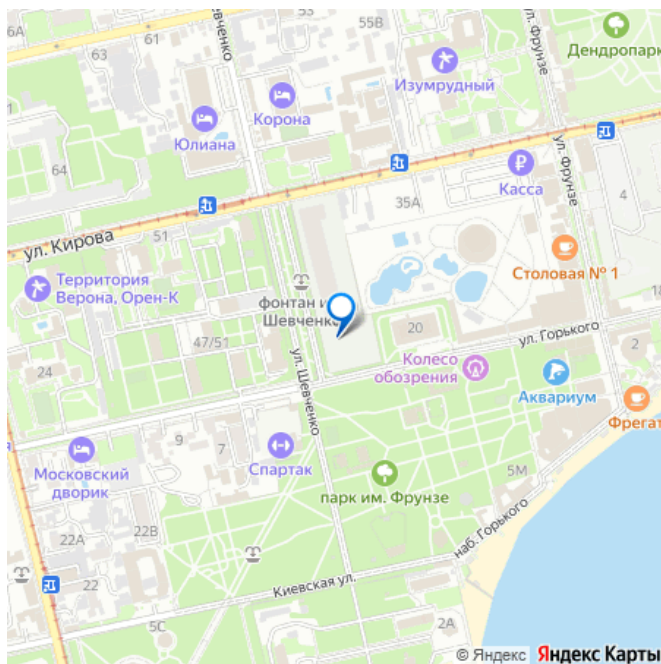 6А
63
61
53
55В
Дендропарк
ул. Фрунзе
Изумрудный
Корона
Юлиана
64
Касса
ул. Фрунзе
4
35А
ул. Кирова
51
Столовая № 1
Территория
Верона, Орен-К
фонтан и
Шевченко
18
24
47/51
20
ул. Горького
2
Колесо
обозрения
Аквариум
ул. Шевченко
Фрегат
я
9
7
Московский
дворик
Спартак
5М
парк им. Фрунзе
22В
22А
наб. Горького
22
Киевская ул.
5С
2А
© Яндекс Яндекс Карты